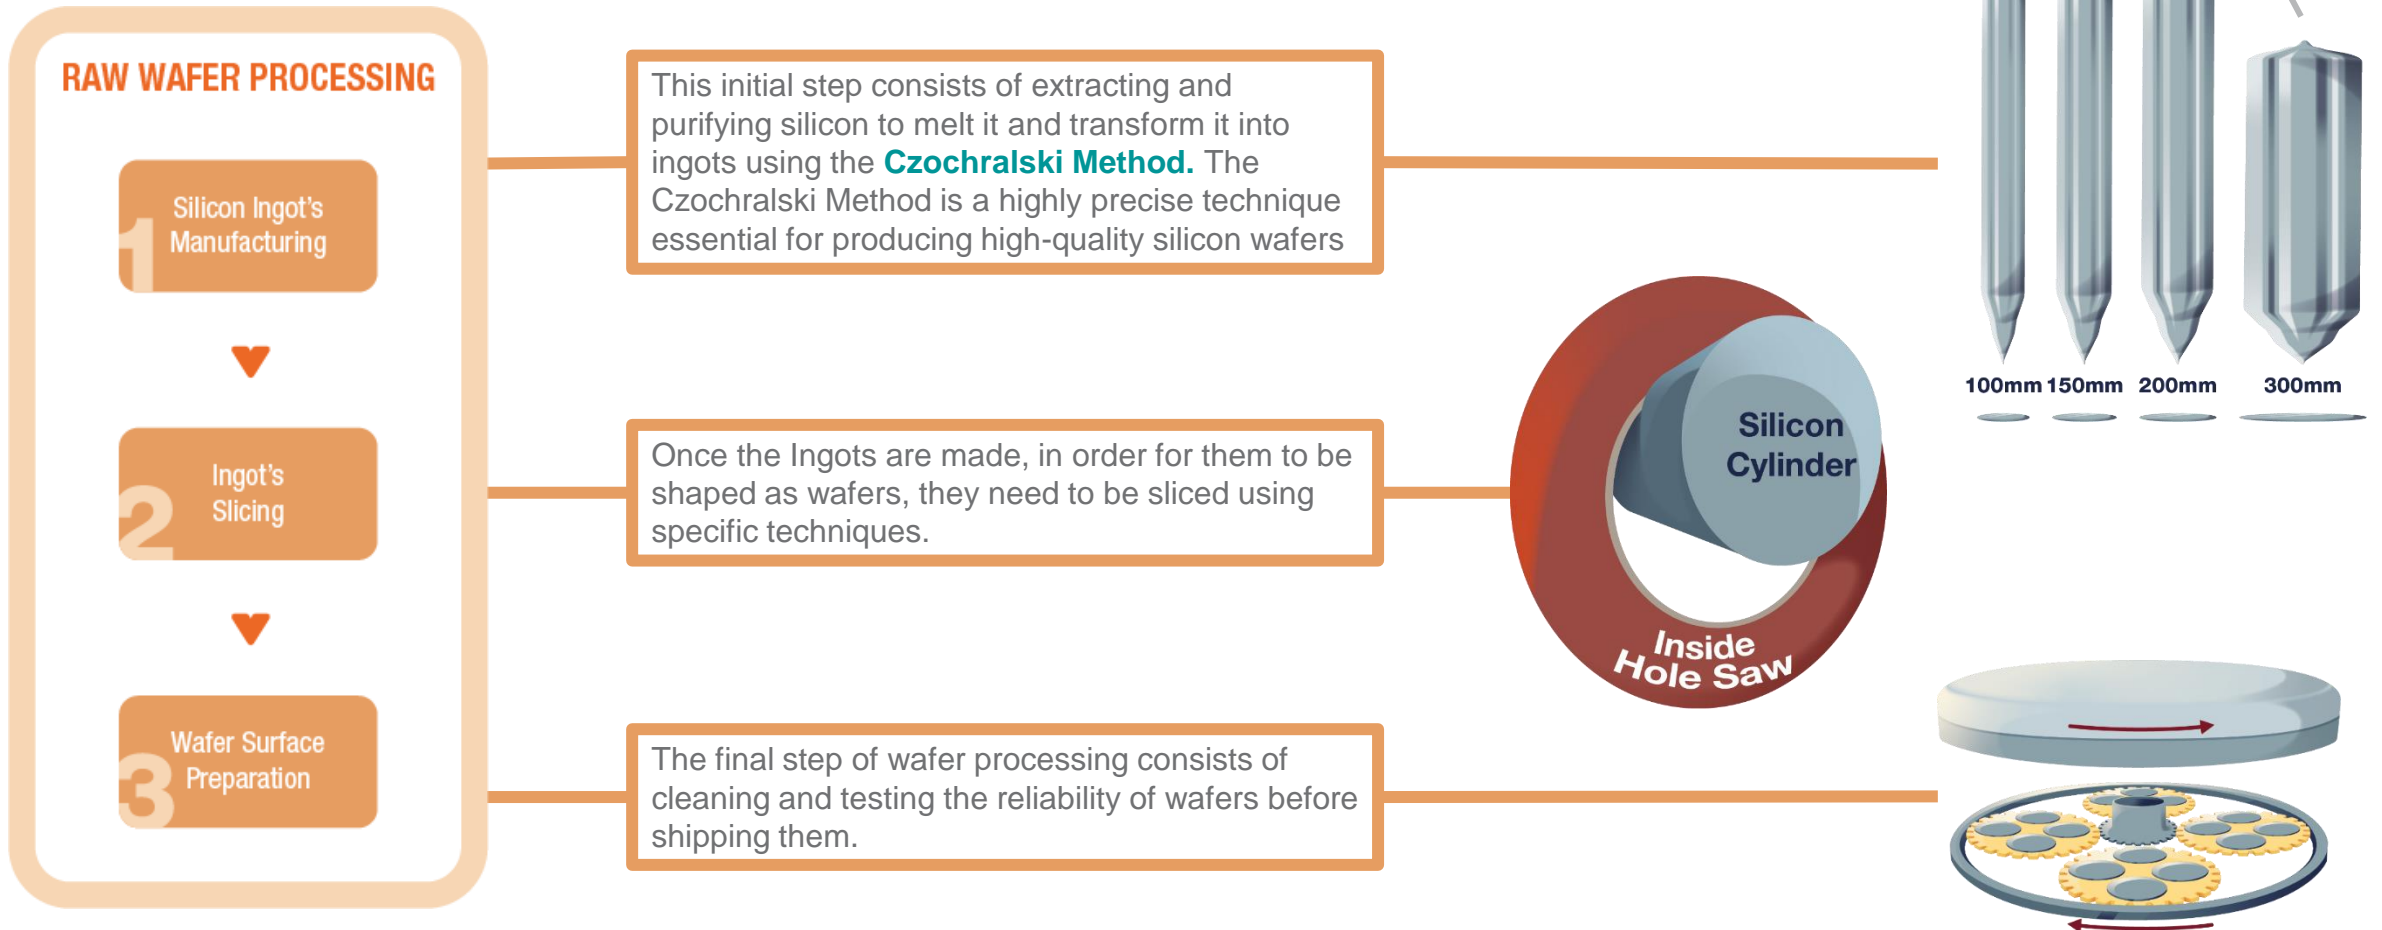 RAW WAFER PROCESSING
1
Silicon Ingot's
Manufacturing
2
Ingot's
Slicing
3
Wafer Surface
Preparation
This initial step consists of extracting and
purifying silicon to melt it and transform it into
ingots using the Czochralski Method. The
Czochralski Method is a highly precise technique
essential for producing high-quality silicon wafers
Once the Ingots are made, in order for them to be
shaped as wafers, they need to be sliced using
specific techniques.
The final step of wafer processing consists of
cleaning and testing the reliability of wafers before
shipping them.
100mm 150mm 200mm 300mm
Silicon
Cylinder
Inside
Hole Saw